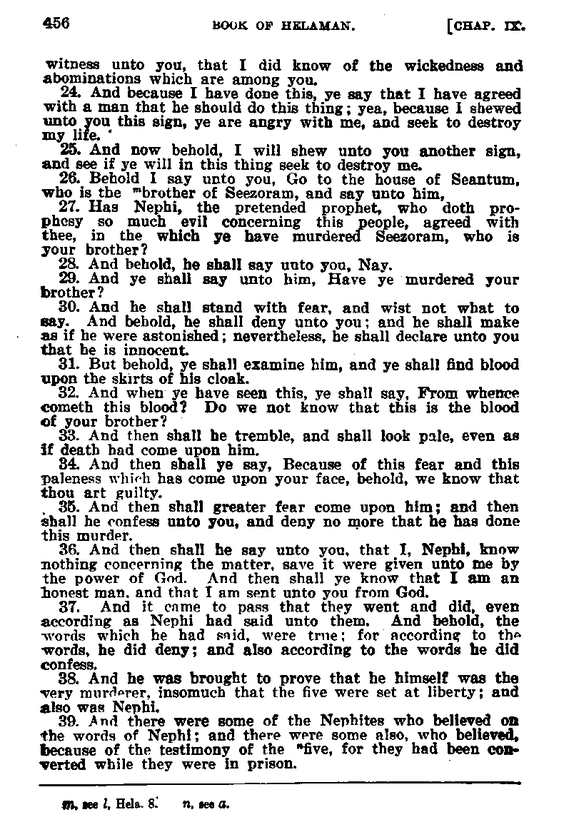 456 BOOK OF HELAMAN. [CHAP. IX.
witness unto you, that I did know of the wickedness and
abominations which are among you.
24. And because I have done this, ye say that I have agreed
with a man that he should do this thing; yea, because I shewed
unto you this sign, ye are angry with me, and seek to destroy
my life.
25. And now behold, I will shew unto you another sign,
and see if ye will in this thing seek to destroy me.
26. Behold I say unto you, Go to the house of Seantum,
who is the ᵐbrother of Seezoram, and say unto him,
27. Has Nephi, the pretended prophet, who doth pro-
phesy so much evil concerning this people, agreed with
thee, in the which ye have murdered Seezoram, who is
your brother?
28. And behold, he shall say unto you, Nay.
29. And ye shall say unto him, Have ye murdered your
brother?
30. And he shall stand with fear, and wist not what to
say. And behold, he shall deny unto you; and he shall make
as if he were astonished; nevertheless, he shall declare unto you
that he is innocent.
31. But behold, ye shall examine him, and ye shall find blood
upon the skirts of his cloak.
32. And when ye have seen this, ye shall say, From whence
cometh this blood? Do we not know that this is the blood
of your brother?
33. And then shall he tremble, and shall look pale, even as
if death had come upon him.
34. And then shall ye say, Because of this fear and this
paleness which has come upon your face, behold, we know that
thou art guilty.
35. And then shall greater fear come upon him; and then
shall he confess unto you, and deny no more that he has done
this murder.
36. And then shall he say unto you, that I, Nephi, know
nothing concerning the matter, save it were given unto me by
the power of God. And then shall ye know that I am an
honest man, and that I am sent unto you from God.
37. And it came to pass that they went and did, even
according as Nephi had said unto them. And behold, the
words which he had said, were true; for according to the
words, he did deny; and also according to the words he did
confess.
38. And he was brought to prove that he himself was the
very murderer, insomuch that the five were set at liberty; and
also was Nephi.
39. And there were some of the Nephites who believed on
the words of Nephi; and there were some also, who believed,
because of the testimony of the ⁿfive, for they had been con-
verted while they were in prison.
m, see l, Hela. 8. n, see a.